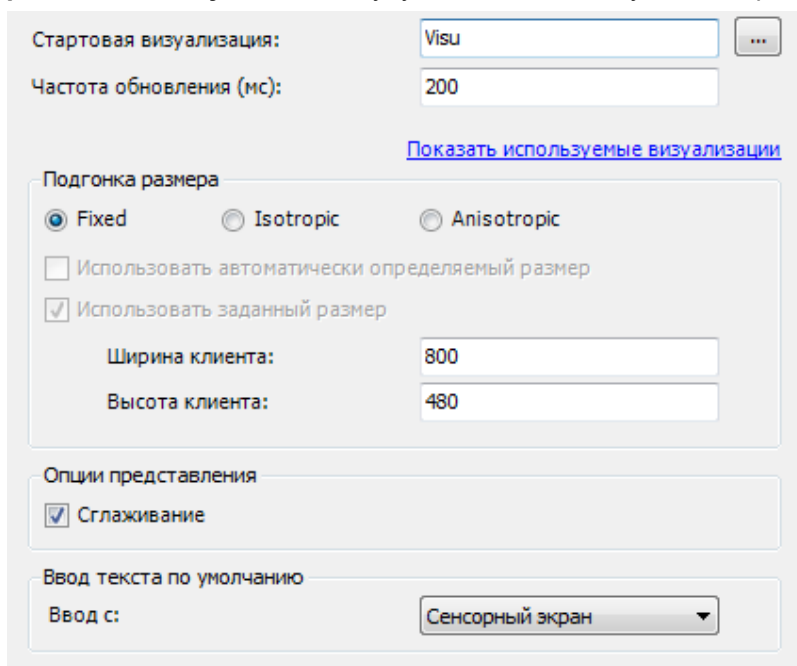 Стартовая визуализация: Visu ...
Частота обновления (мс): 200
Показать используемые визуализации
Подгонка размера
Fixed Isotropic Anisotropic
Использовать автоматически определяемый размер
Использовать заданный размер
Ширина клиента: 800
Высота клиента: 480
Опции представления
Сглаживание
Ввод текста по умолчанию
Ввод с: Сенсорный экран